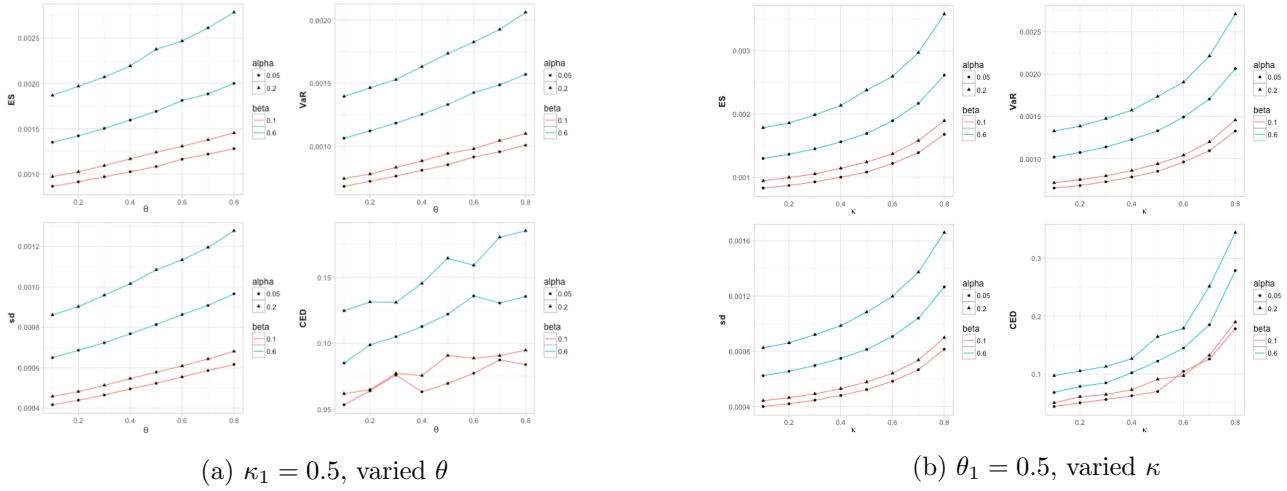 0.0025
0.0020
0.0015
0.0010
ES
0.2 0.4 0.6 0.8
θ
alpha
0.05
0.2
beta
0.1
0.6
0.0020
0.0015
0.0010
VaR
0.2 0.4 0.6 0.8
θ
alpha
0.05
0.2
beta
0.1
0.6
0.0012
0.0010
0.0008
0.0006
0.0004
sd
0.2 0.4 0.6 0.8
θ
alpha
0.05
0.2
beta
0.1
0.6
0.15
0.10
0.95
CED
0.2 0.4 0.6 0.8
θ
alpha
0.05
0.2
beta
0.1
0.6
(a) κ₁ = 0.5, varied θ
0.003
0.002
0.001
ES
0.2 0.4 0.6 0.8
κ
alpha
0.05
0.2
beta
0.1
0.6
0.0025
0.0020
0.0015
0.0010
VaR
0.2 0.4 0.6 0.8
κ
alpha
0.05
0.2
beta
0.1
0.6
0.0016
0.0012
0.0008
0.0004
sd
0.2 0.4 0.6 0.8
κ
alpha
0.05
0.2
beta
0.1
0.6
0.3
0.2
0.1
CED
0.2 0.4 0.6 0.8
κ
alpha
0.05
0.2
beta
0.1
0.6
(b) θ₁ = 0.5, varied κ